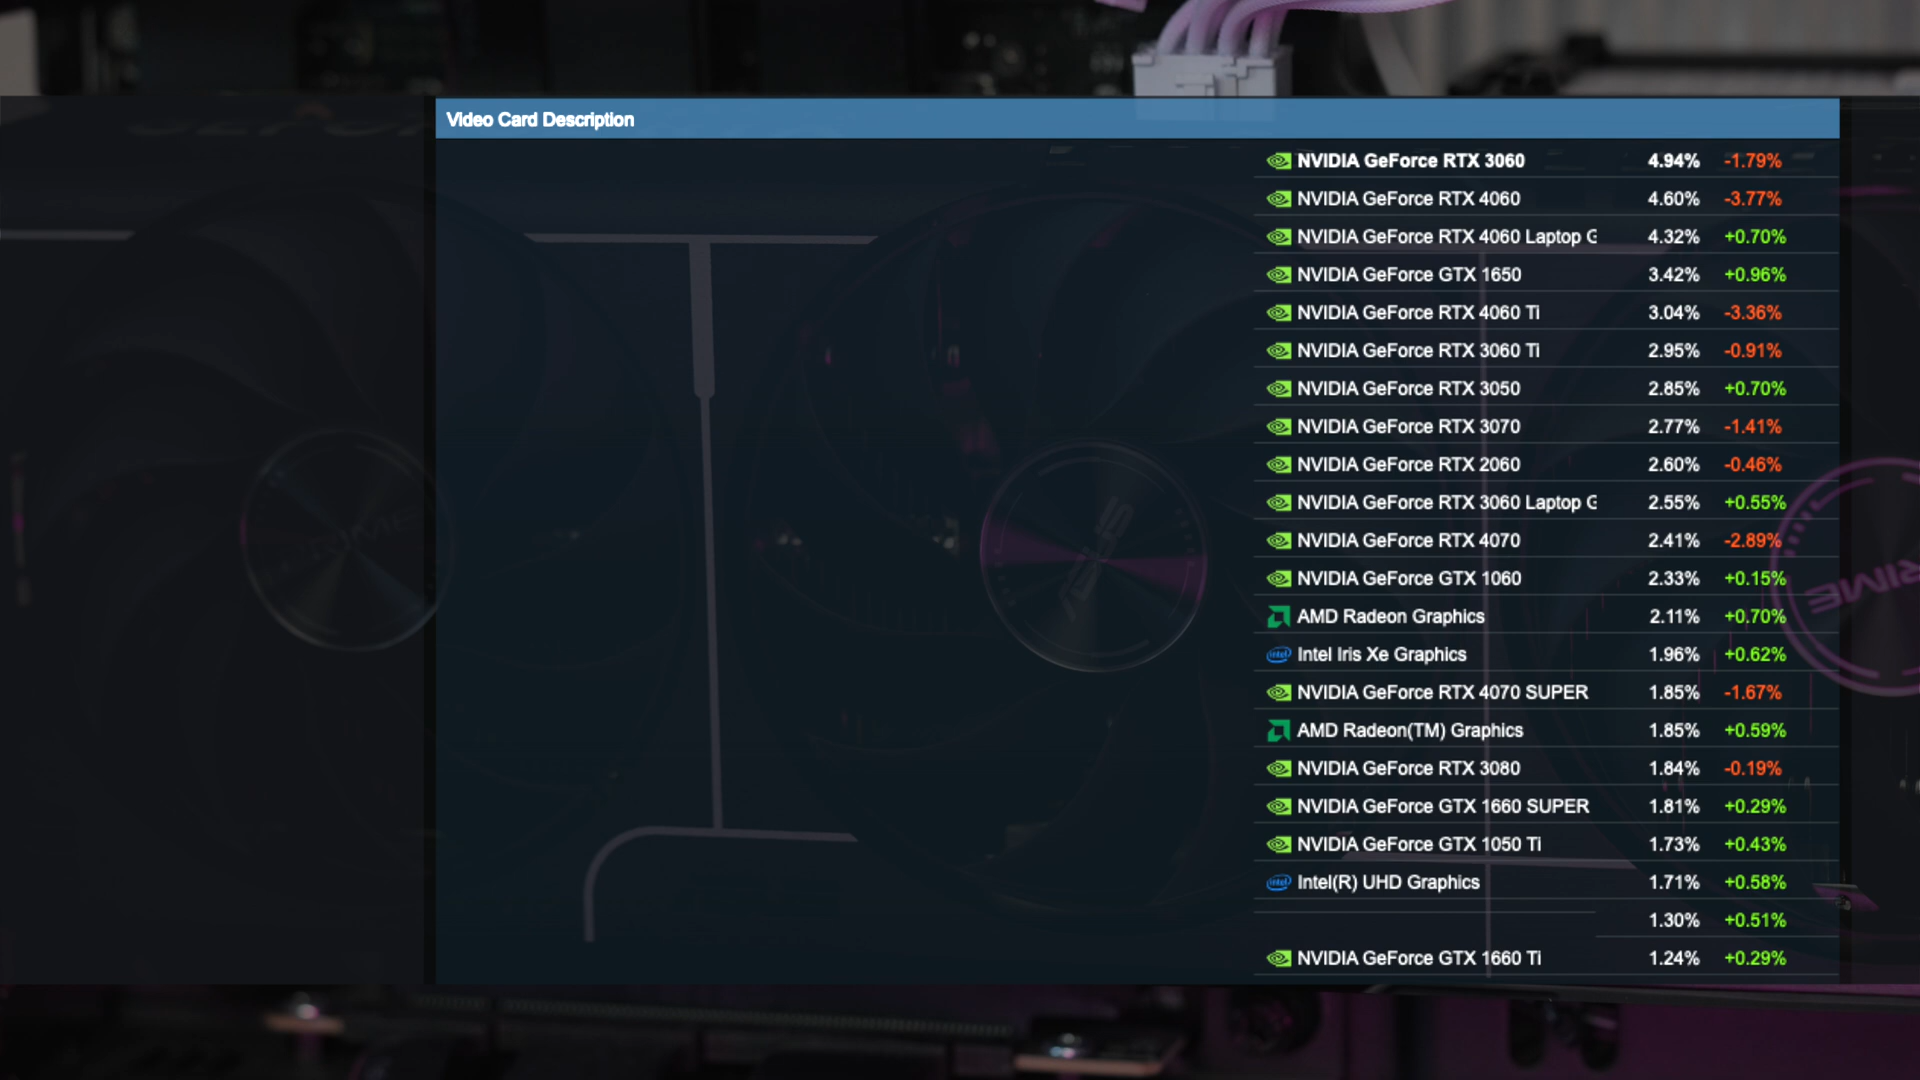 Video Card Description
NVIDIA GeForce RTX 3060 4.94% -1.79%
NVIDIA GeForce RTX 4060 4.60% -3.77%
NVIDIA GeForce RTX 4060 Laptop G 4.32% +0.70%
NVIDIA GeForce GTX 1650 3.42% +0.96%
NVIDIA GeForce RTX 4060 Ti 3.04% -3.36%
NVIDIA GeForce RTX 3060 Ti 2.95% -0.91%
NVIDIA GeForce RTX 3050 2.85% +0.70%
NVIDIA GeForce RTX 3070 2.77% -1.41%
NVIDIA GeForce RTX 2060 2.60% -0.46%
NVIDIA GeForce RTX 3060 Laptop G 2.55% +0.55%
NVIDIA GeForce RTX 4070 2.41% -2.89%
NVIDIA GeForce GTX 1060 2.33% +0.15%
AMD Radeon Graphics 2.11% +0.70%
intel Intel Iris Xe Graphics 1.96% +0.62%
NVIDIA GeForce RTX 4070 SUPER 1.85% -1.67%
AMD Radeon(TM) Graphics 1.85% +0.59%
NVIDIA GeForce RTX 3080 1.84% -0.19%
NVIDIA GeForce GTX 1660 SUPER 1.81% +0.29%
NVIDIA GeForce GTX 1050 Ti 1.73% +0.43%
intel Intel(R) UHD Graphics 1.71% +0.58%
1.30% +0.51%
NVIDIA GeForce GTX 1660 Ti 1.24% +0.29%
PRIME